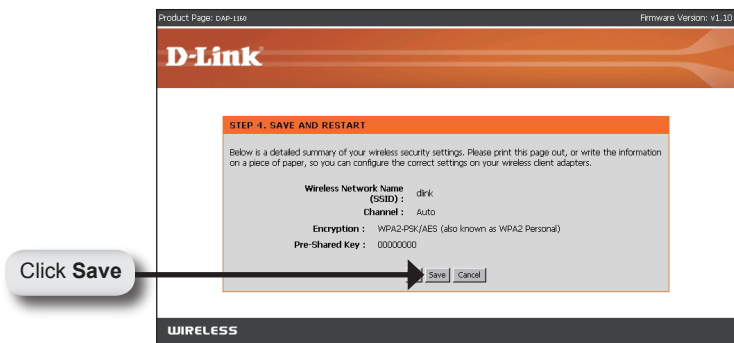 Product Page: DAP-1160 Firmware Version: v1.10
D-Link
STEP 4. SAVE AND RESTART
Below is a detailed summary of your wireless security settings. Please print this page out, or write the information
on a piece of paper, so you can configure the correct settings on your wireless client adapters.
Wireless Network Name
(SSID) : dlink
Channel : Auto
Encryption : WPA2-PSK/AES (also known as WPA2 Personal)
Pre-Shared Key : 00000000
Click Save
Save Cancel
WIRELESS